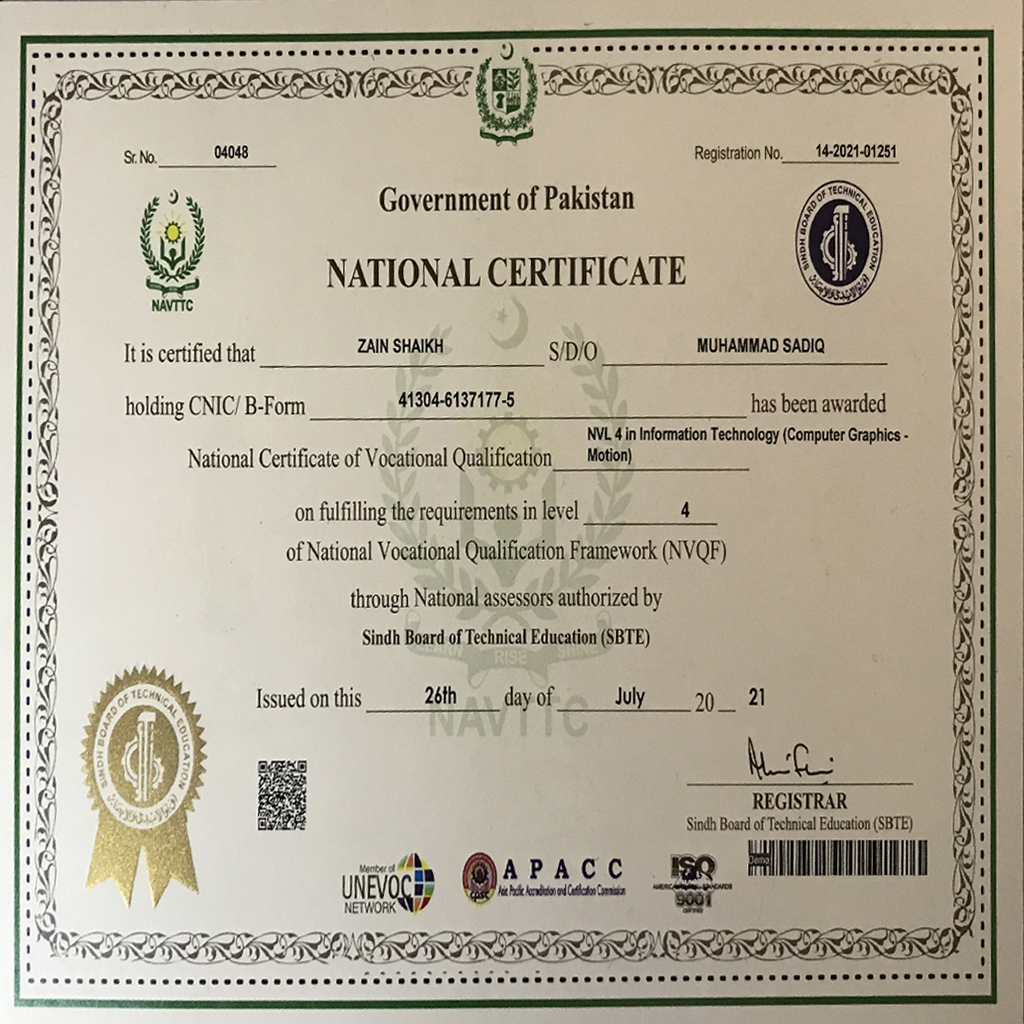 Sr. No. 04048
Registration No. 14-2021-01251
NAVTTC
SINDH BOARD OF TECHNICAL EDUCATION
Government of Pakistan
NATIONAL CERTIFICATE
It is certified that ZAIN SHAIKH S/D/O MUHAMMAD SADIQ
holding CNIC/ B-Form 41304-6137177-5 has been awarded
National Certificate of Vocational Qualification NVL 4 in Information Technology (Computer Graphics -
Motion)
on fulfilling the requirements in level 4
of National Vocational Qualification Framework (NVQF)
through National assessors authorized by
Sindh Board of Technical Education (SBTE)
LEARN RISE SHINE
NAVTTC
Issued on this 26th day of July 20 21
SINDH BOARD OF TECHNICAL EDUCATION
REGISTRAR
Sindh Board of Technical Education (SBTE)
Demo
Member of
UNEVOC
NETWORK
APACC
Asia Pacific Accreditation and Certification Commission
ISO
9001